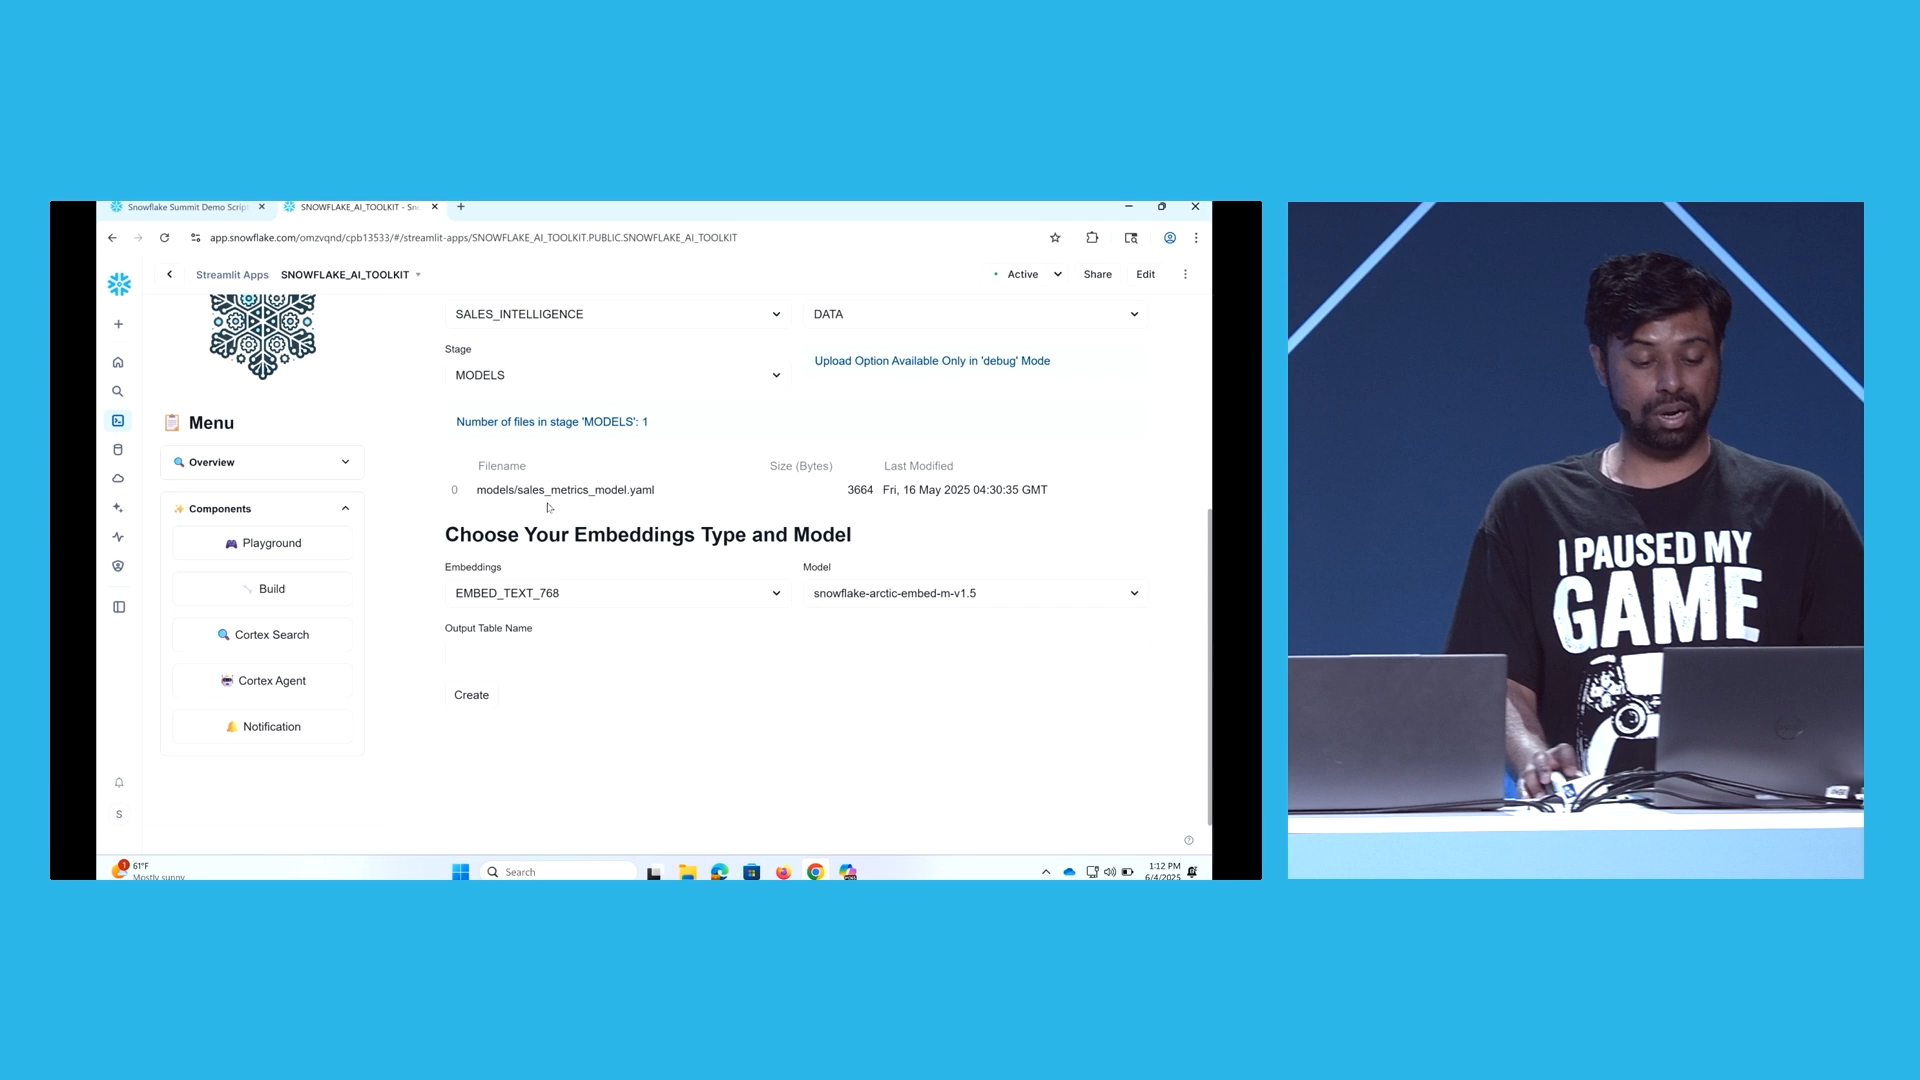 Snowflake Summit Demo Scrip
SNOWFLAKE_AI_TOOLKIT - Sn
app.snowflake.com/omzvqnd/cpb13533/#/streamlit-apps/SNOWFLAKE_AI_TOOLKIT.PUBLIC.SNOWFLAKE_AI_TOOLKIT
Streamlit Apps SNOWFLAKE_AI_TOOLKIT
Active Share Edit
SALES_INTELLIGENCE
DATA
Stage
Upload Option Available Only in 'debug' Mode
MODELS
Number of files in stage 'MODELS': 1
Menu
Overview
Components
Playground
Build
Cortex Search
Cortex Agent
Notification
S
Filename Size (Bytes) Last Modified
0 models/sales_metrics_model.yaml 3664 Fri, 16 May 2025 04:30:35 GMT
Choose Your Embeddings Type and Model
Embeddings
Model
EMBED_TEXT_768
snowflake-arctic-embed-m-v1.5
Output Table Name
Create
1
61°F
Mostly sunny
Search
1:12 PM
6/4/2025
I PAUSED MY
GAME